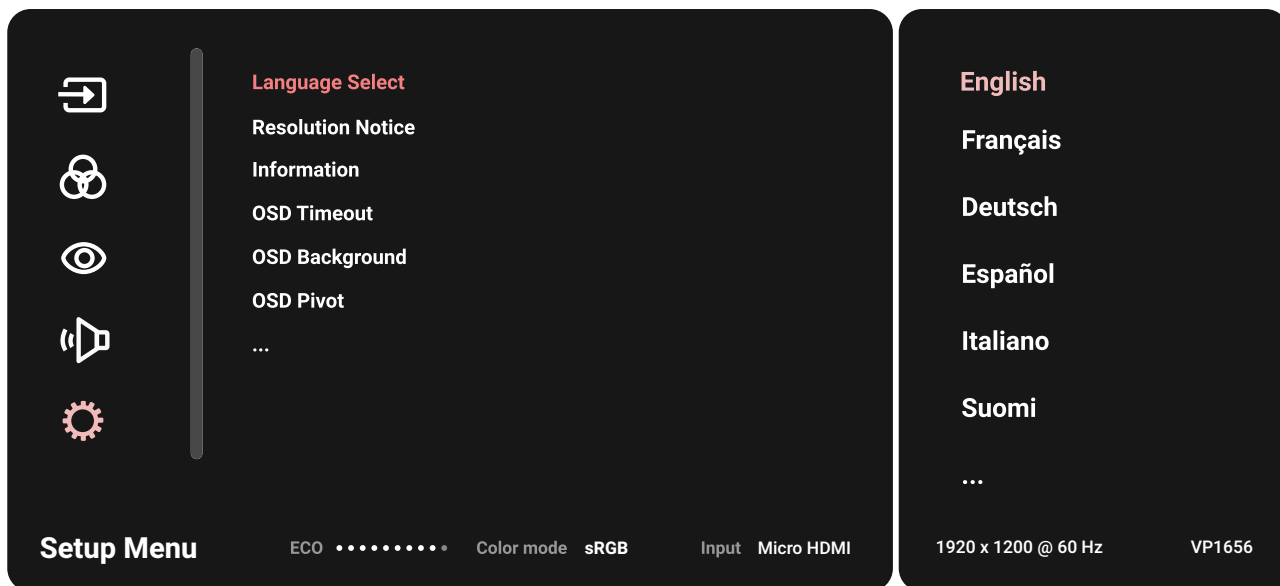 Language Select
Resolution Notice
Information
OSD Timeout
OSD Background
OSD Pivot
...
English
Français
Deutsch
Español
Italiano
Suomi
...
Setup Menu
ECO
Color mode sRGB
Input Micro HDMI
1920 x 1200 @ 60 Hz
VP1656